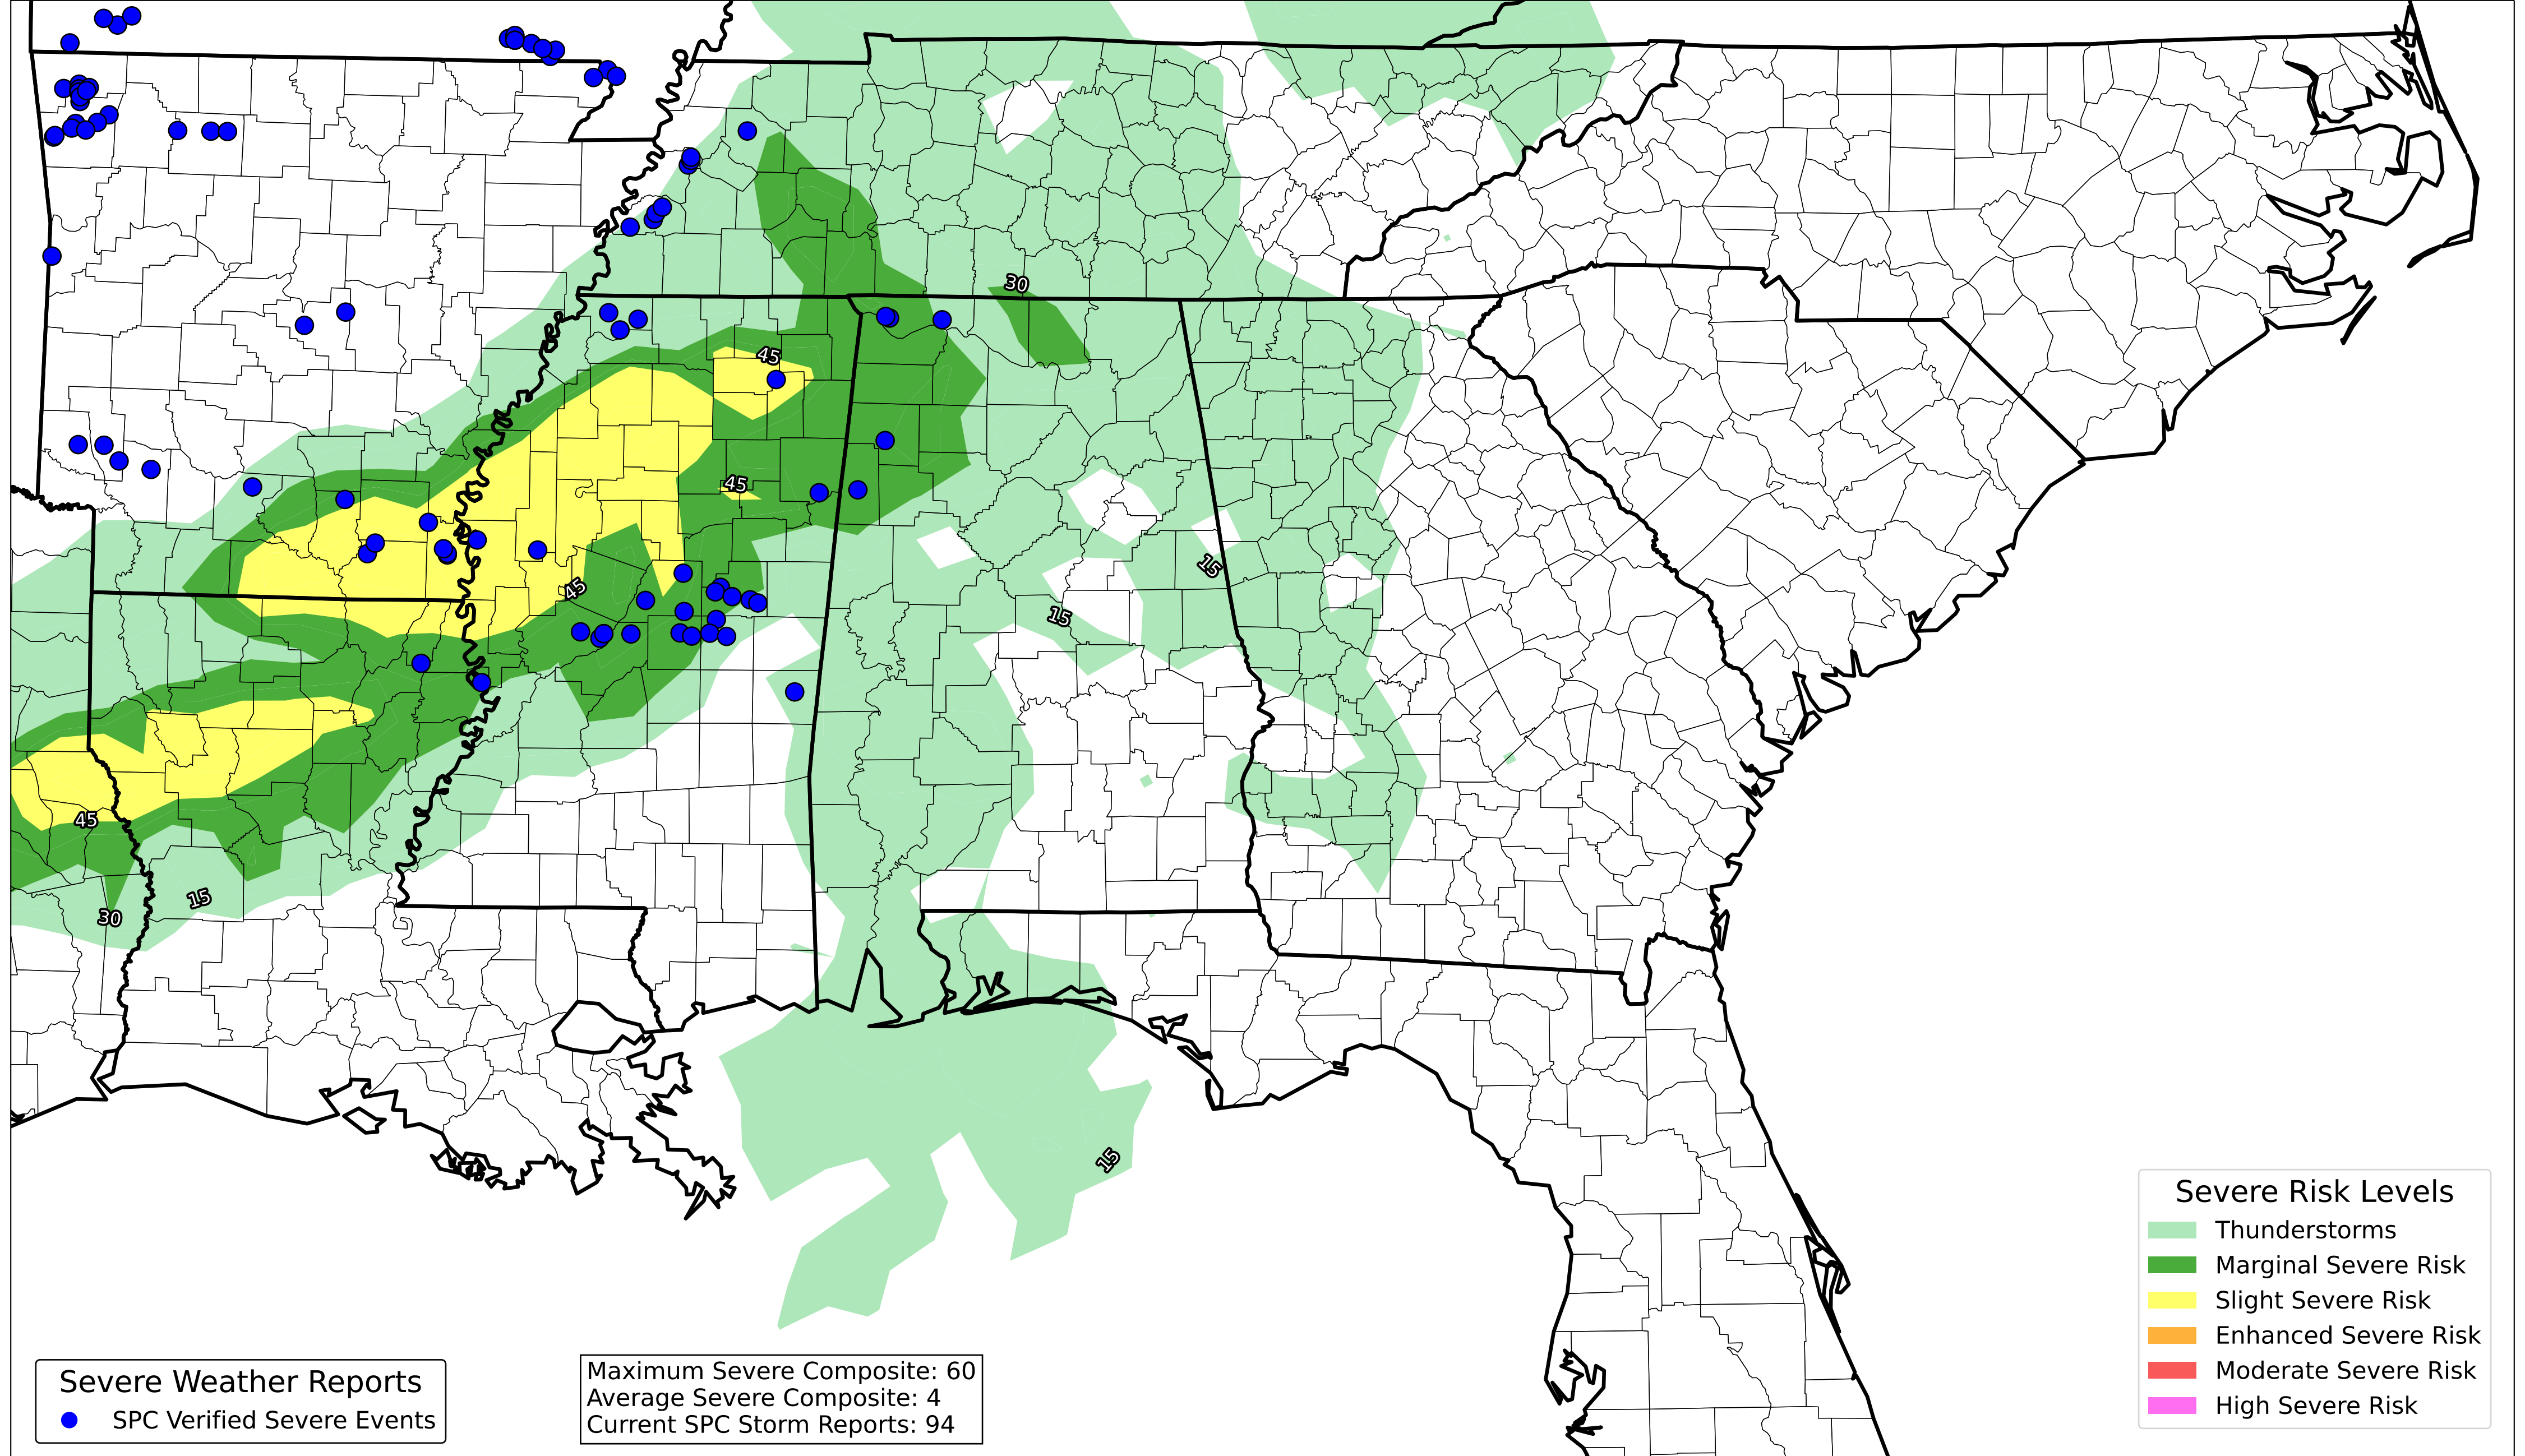 30
45
45
15
45
15
45
15
30
15
Severe Risk Levels
Thunderstorms
Marginal Severe Risk
Slight Severe Risk
Enhanced Severe Risk
Moderate Severe Risk
High Severe Risk
Severe Weather Reports
SPC Verified Severe Events
Maximum Severe Composite: 60
Average Severe Composite: 4
Current SPC Storm Reports: 94